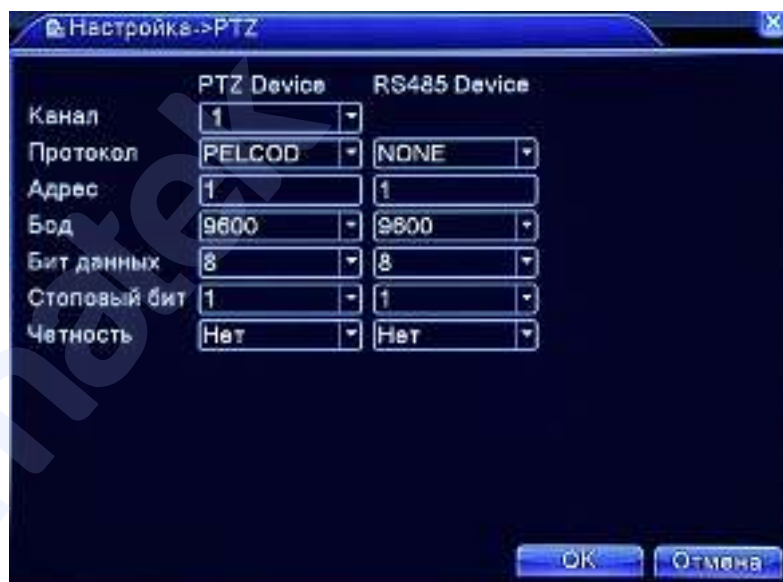 Настройка->PTZ
PTZ Device RS485 Device
Канал 1
Протокол PELCOD NONE
Адрес 1 1
Бод 9600 9600
Бит данных 8 8
Стоповый бит 1 1
Четность Нет Нет
OK Отмена